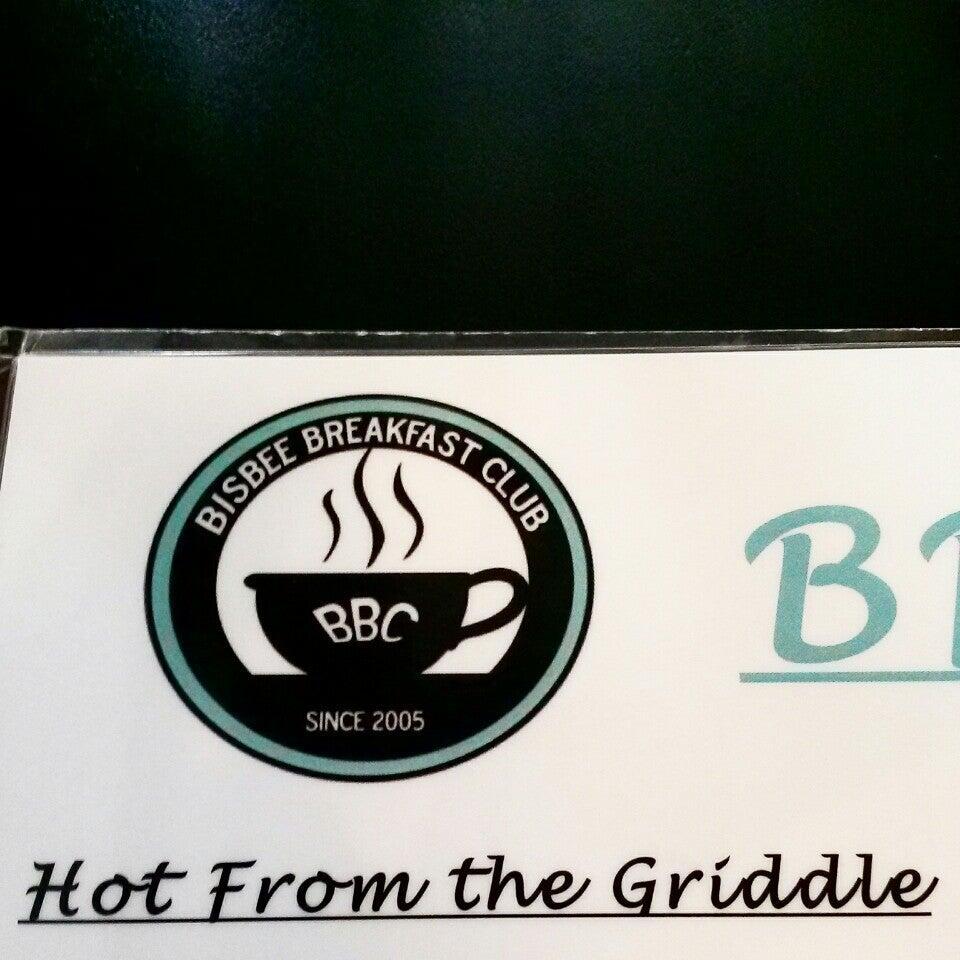 BISBEE BREAKFAST CLUB
BBC
SINCE 2005
B
Hot From the Griddle